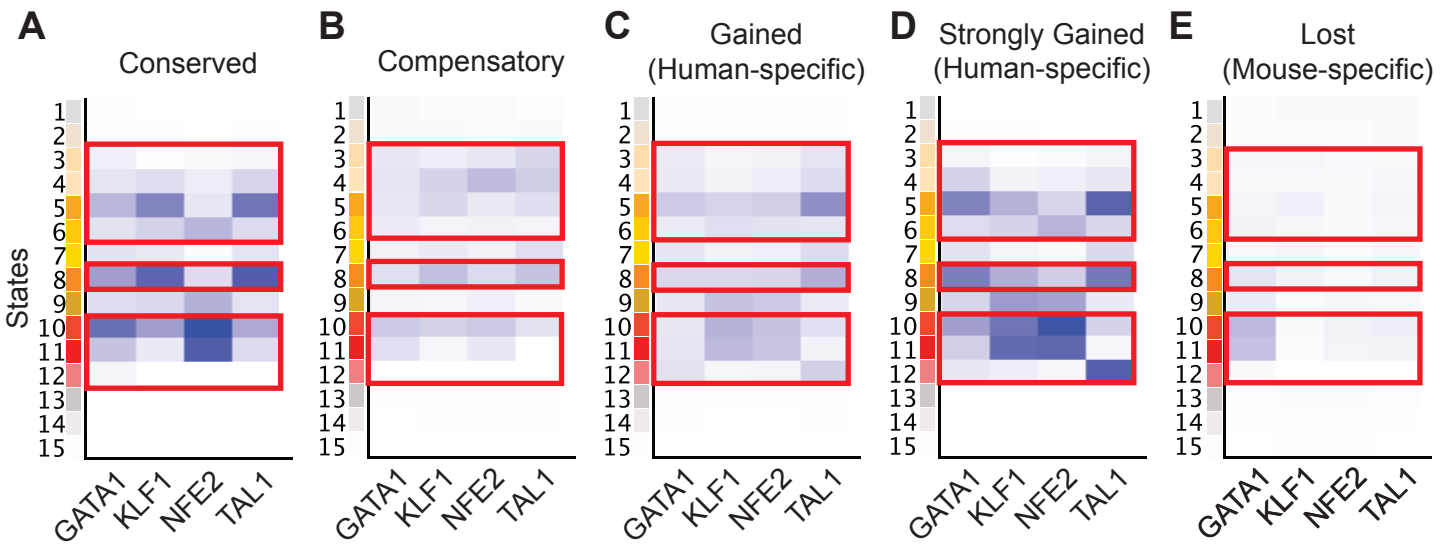 A
Conserved
States
1
2
3
4
5
6
7
8
9
10
11
12
13
14
15
GATA1
KLF1
NFE2
TAL1
B
Compensatory
1
2
3
4
5
6
7
8
9
10
11
12
13
14
15
GATA1
KLF1
NFE2
TAL1
C
Gained
(Human-specific)
1
2
3
4
5
6
7
8
9
10
11
12
13
14
15
GATA1
KLF1
NFE2
TAL1
D
Strongly Gained
(Human-specific)
1
2
3
4
5
6
7
8
9
10
11
12
13
14
15
GATA1
KLF1
NFE2
TAL1
E
Lost
(Mouse-specific)
1
2
3
4
5
6
7
8
9
10
11
12
13
14
15
GATA1
KLF1
NFE2
TAL1